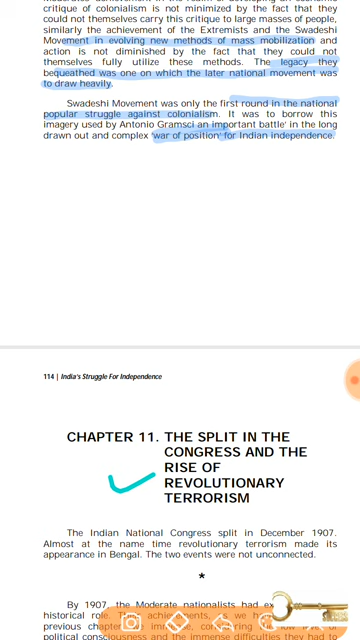 critique of colonialism is not minimized by the fact that they
could not themselves carry this critique to large masses of people,
similarly the achievement of the Extremists and the Swadeshi
Movement in evolving new methods of mass mobilization and
action is not diminished by the fact that they could not
themselves fully utilize these methods. The legacy they
bequeathed was one on which the later national movement was
to draw heavily.
Swadeshi Movement was only the first round in the national
popular struggle against colonialism. It was to borrow this
imagery used by Antonio Gramsci an important battle' in the long
drawn out and complex 'war of position' for Indian independence.
114 | India's Struggle For Independence
CHAPTER 11. THE SPLIT IN THE
CONGRESS AND THE
RISE OF
REVOLUTIONARY
TERRORISM
The Indian National Congress split in December 1907.
Almost at the name time revolutionary terrorism made its
appearance in Bengal. The two events were not unconnected.
*
By 1907, the Moderate nationalists had
historical role.
previous
political consciousness and the immense difficulties they had to